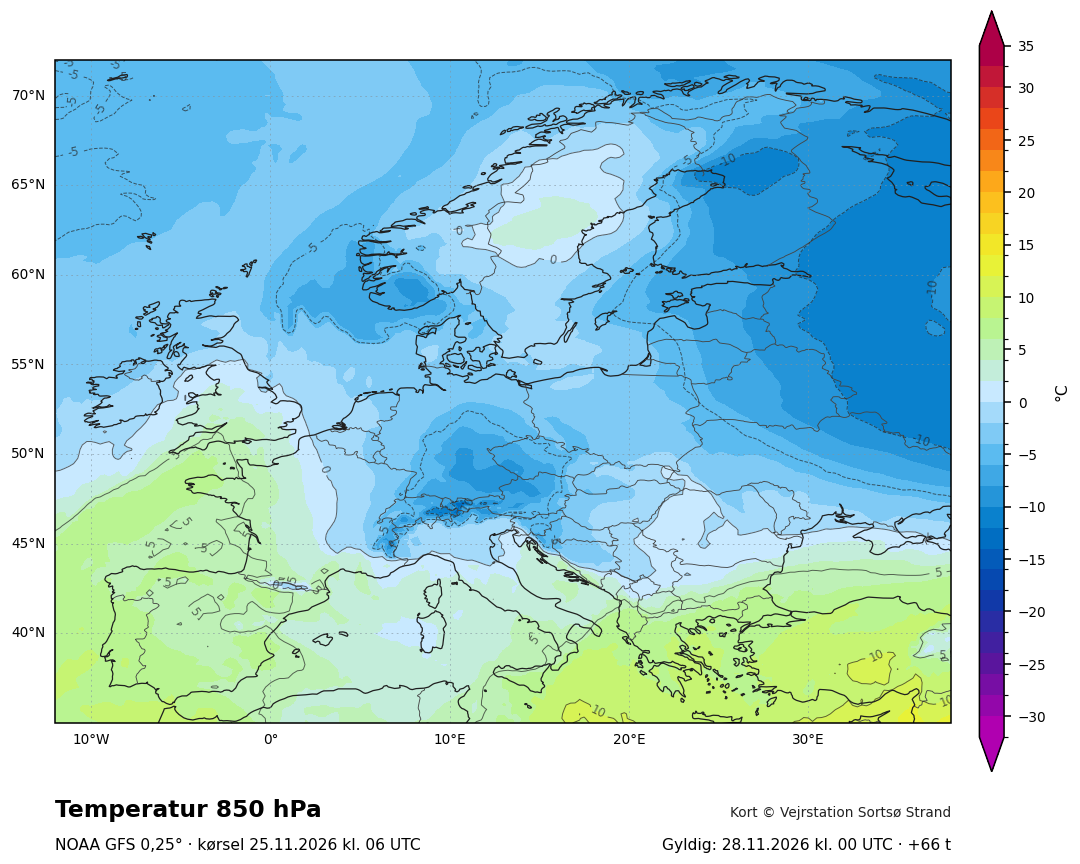 70°N
65°N
60°N
55°N
50°N
45°N
40°N
10°W
0°
10°E
20°E
30°E
35
30
25
20
15
10
5
0
−5
−10
−15
−20
−25
−30
°C
Temperatur 850 hPa
Kort © Vejrstation Sortsø Strand
NOAA GFS 0,25° · kørsel 25.11.2026 kl. 06 UTC
Gyldig: 28.11.2026 kl. 00 UTC · +66 t